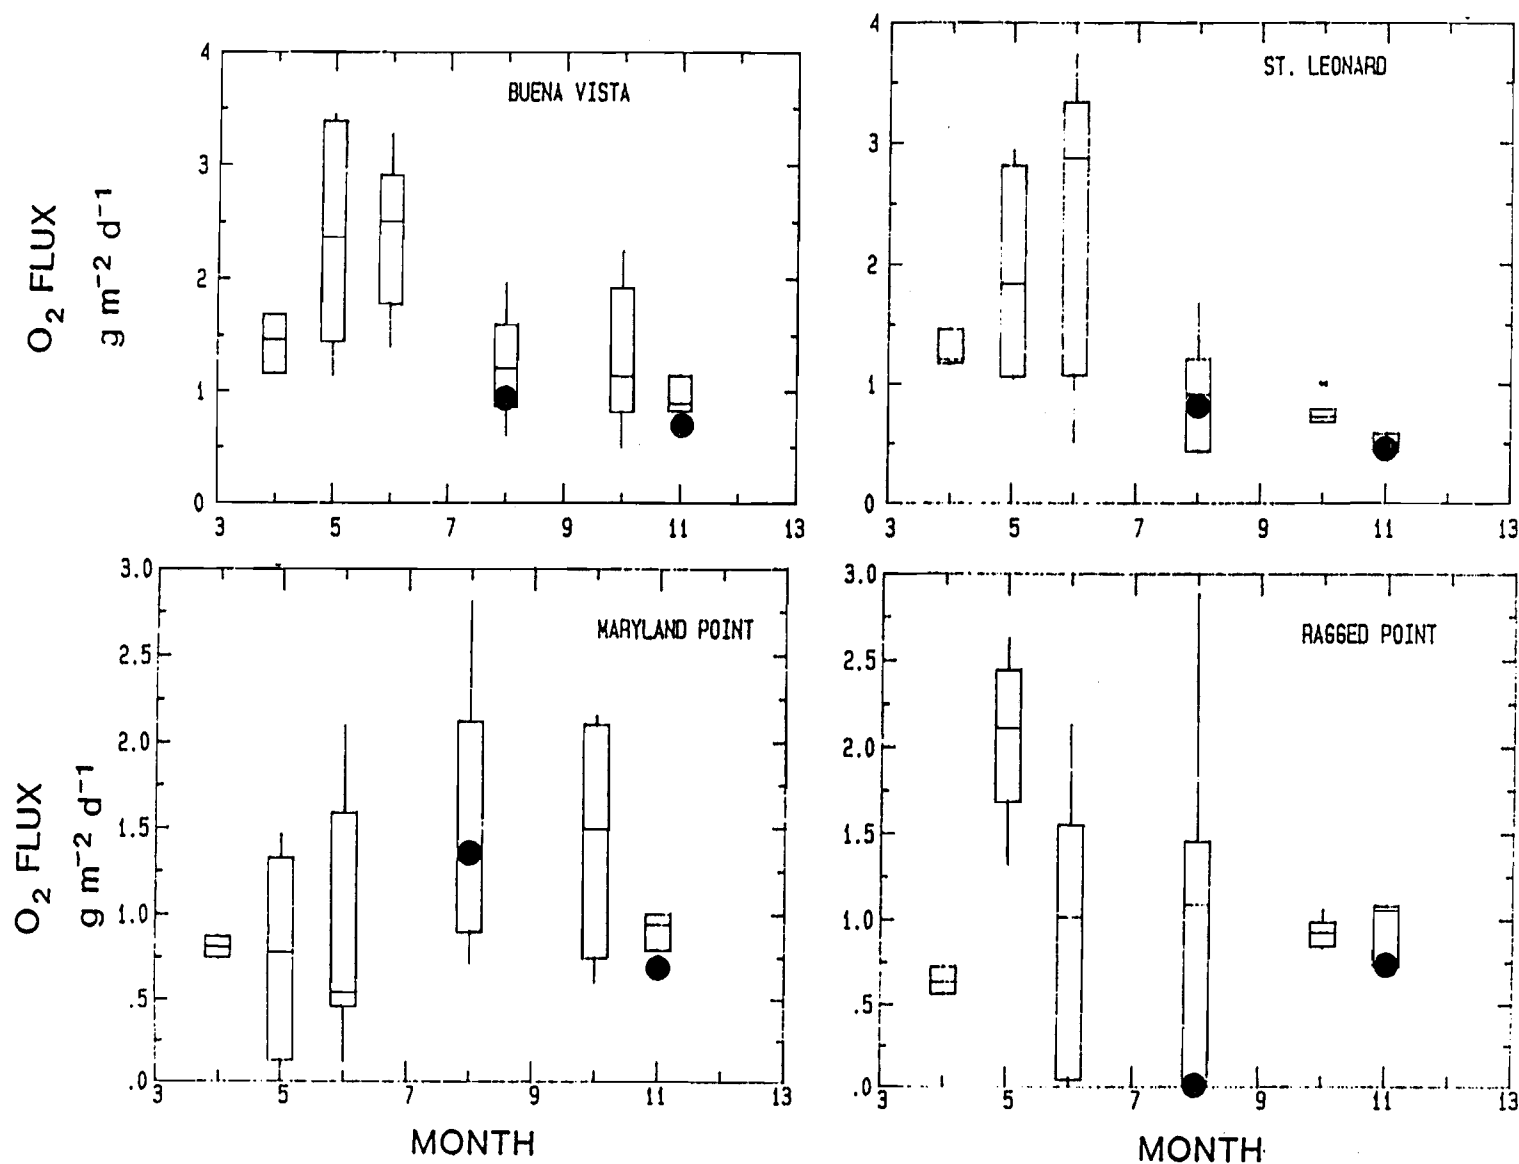 BUENA VISTA
O₂ FLUX
g m⁻² d⁻¹
4
3
2
1
0
3 5 7 9 11 13
ST. LEONARD
4
3
2
1
0
3 5 7 9 11 13
MARYLAND POINT
O₂ FLUX
g m⁻² d⁻¹
3.0
2.5
2.0
1.5
1.0
.5
.0
3 5 7 9 11 13
MONTH
RAGGED POINT
3.0
2.5
2.0
1.5
1.0
.5
.0
3 5 7 9 11 13
MONTH